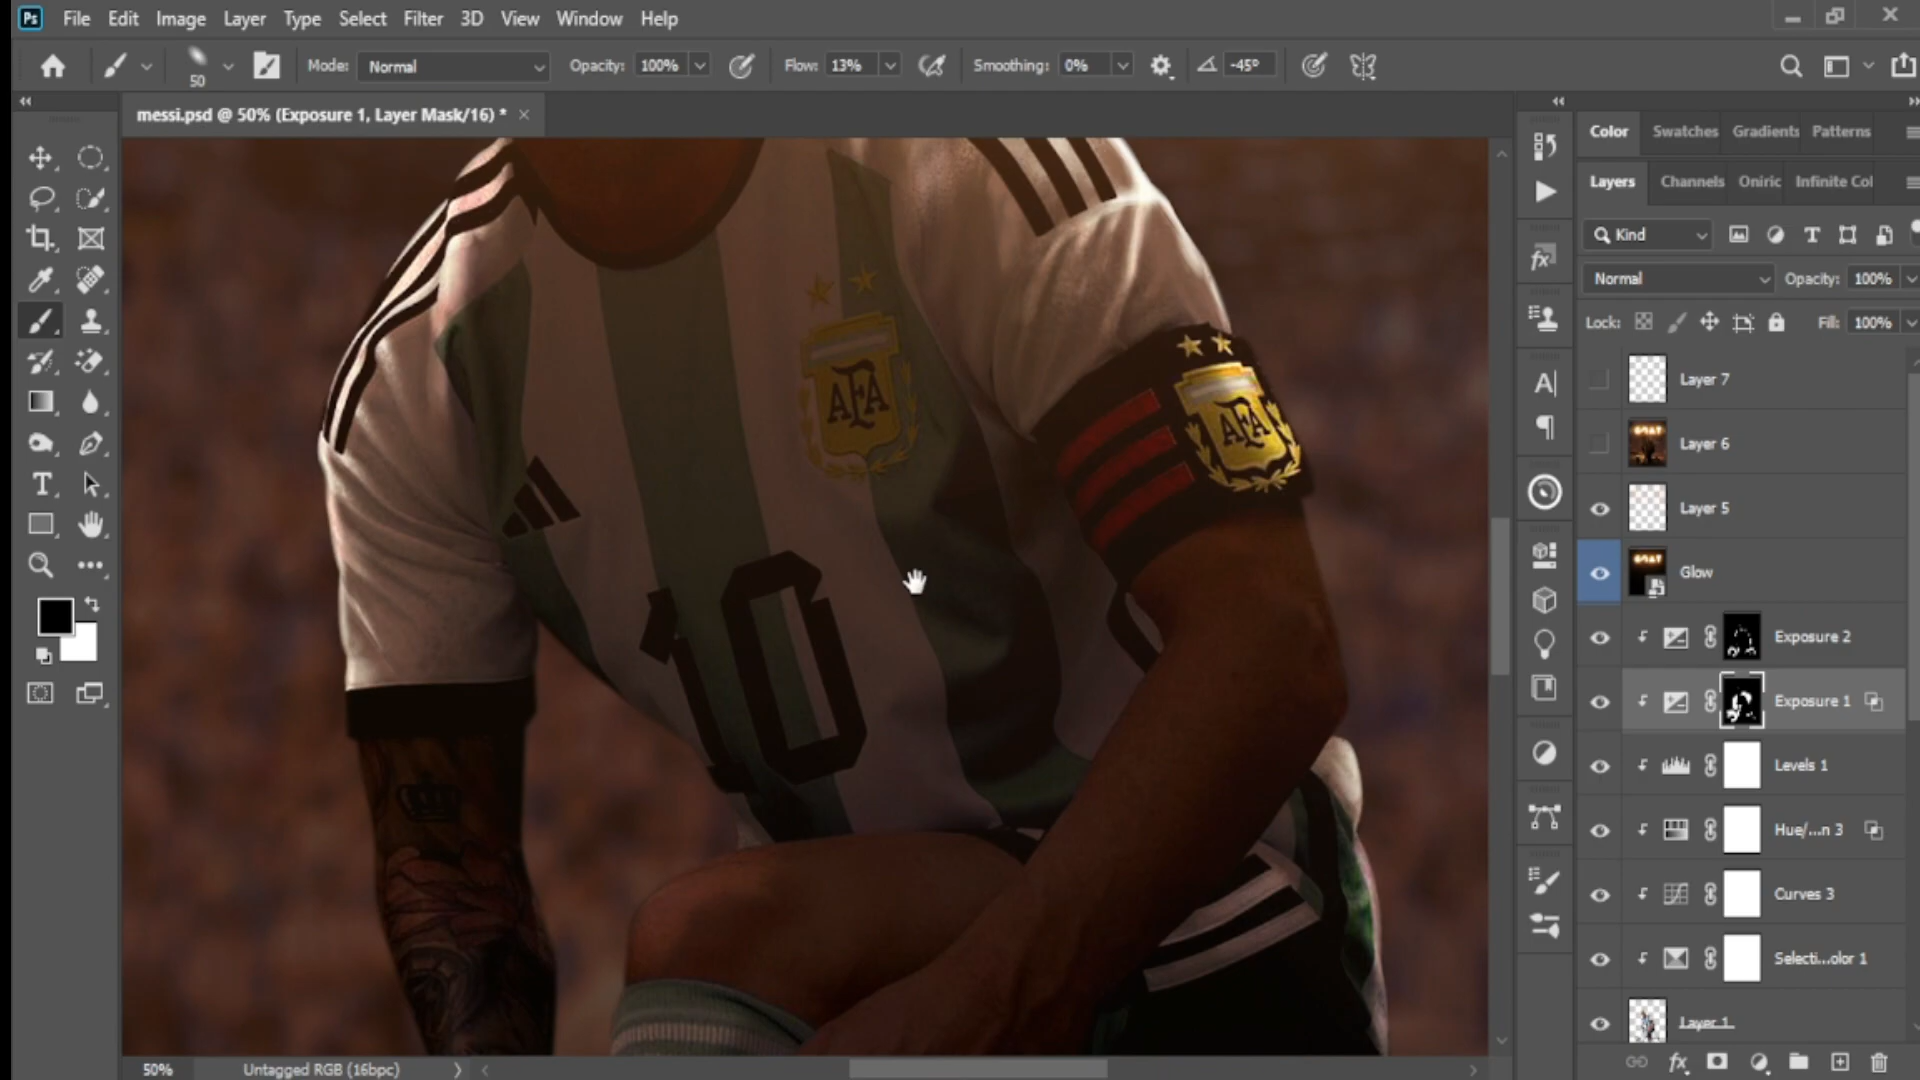 Ps File Edit Image Layer Type Select Filter 3D View Window Help
50 Mode: Normal Opacity: 100% Flow: 13% Smoothing: 0% -45°
messi.psd @ 50% (Exposure 1, Layer Mask/16) * ×
Color Swatches Gradients Patterns
Layers Channels Oniric Infinite Col
Kind
Normal Opacity: 100%
Lock: Fill: 100%
Layer 7
Layer 6
Layer 5
Glow
Exposure 2
Exposure 1
Levels 1
Hue/...n 3
Curves 3
Selecti...olor 1
Layer 1
AFA
AFA
10
50% Untagged RGB (16bpc)